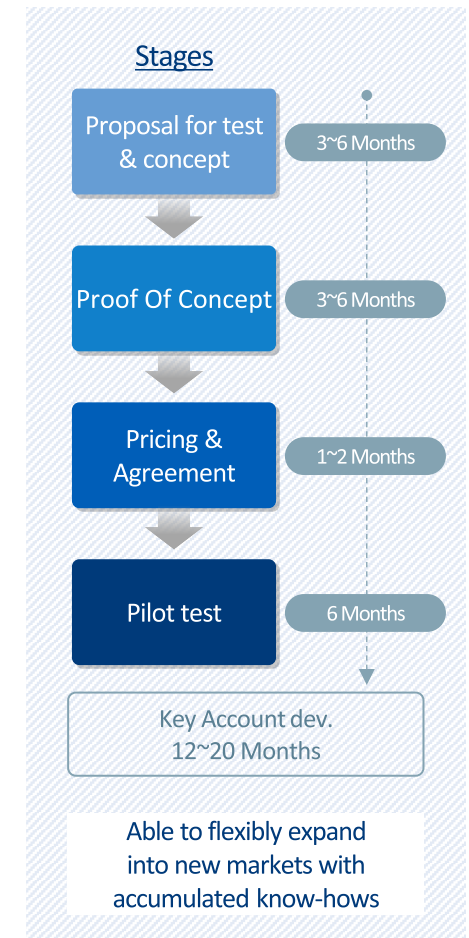 Stages
Proposal for test
& concept
3~6 Months
Proof Of Concept
3~6 Months
Pricing &
Agreement
1~2 Months
Pilot test
6 Months
Key Account dev.
12~20 Months
Able to flexibly expand
into new markets with
accumulated know-hows